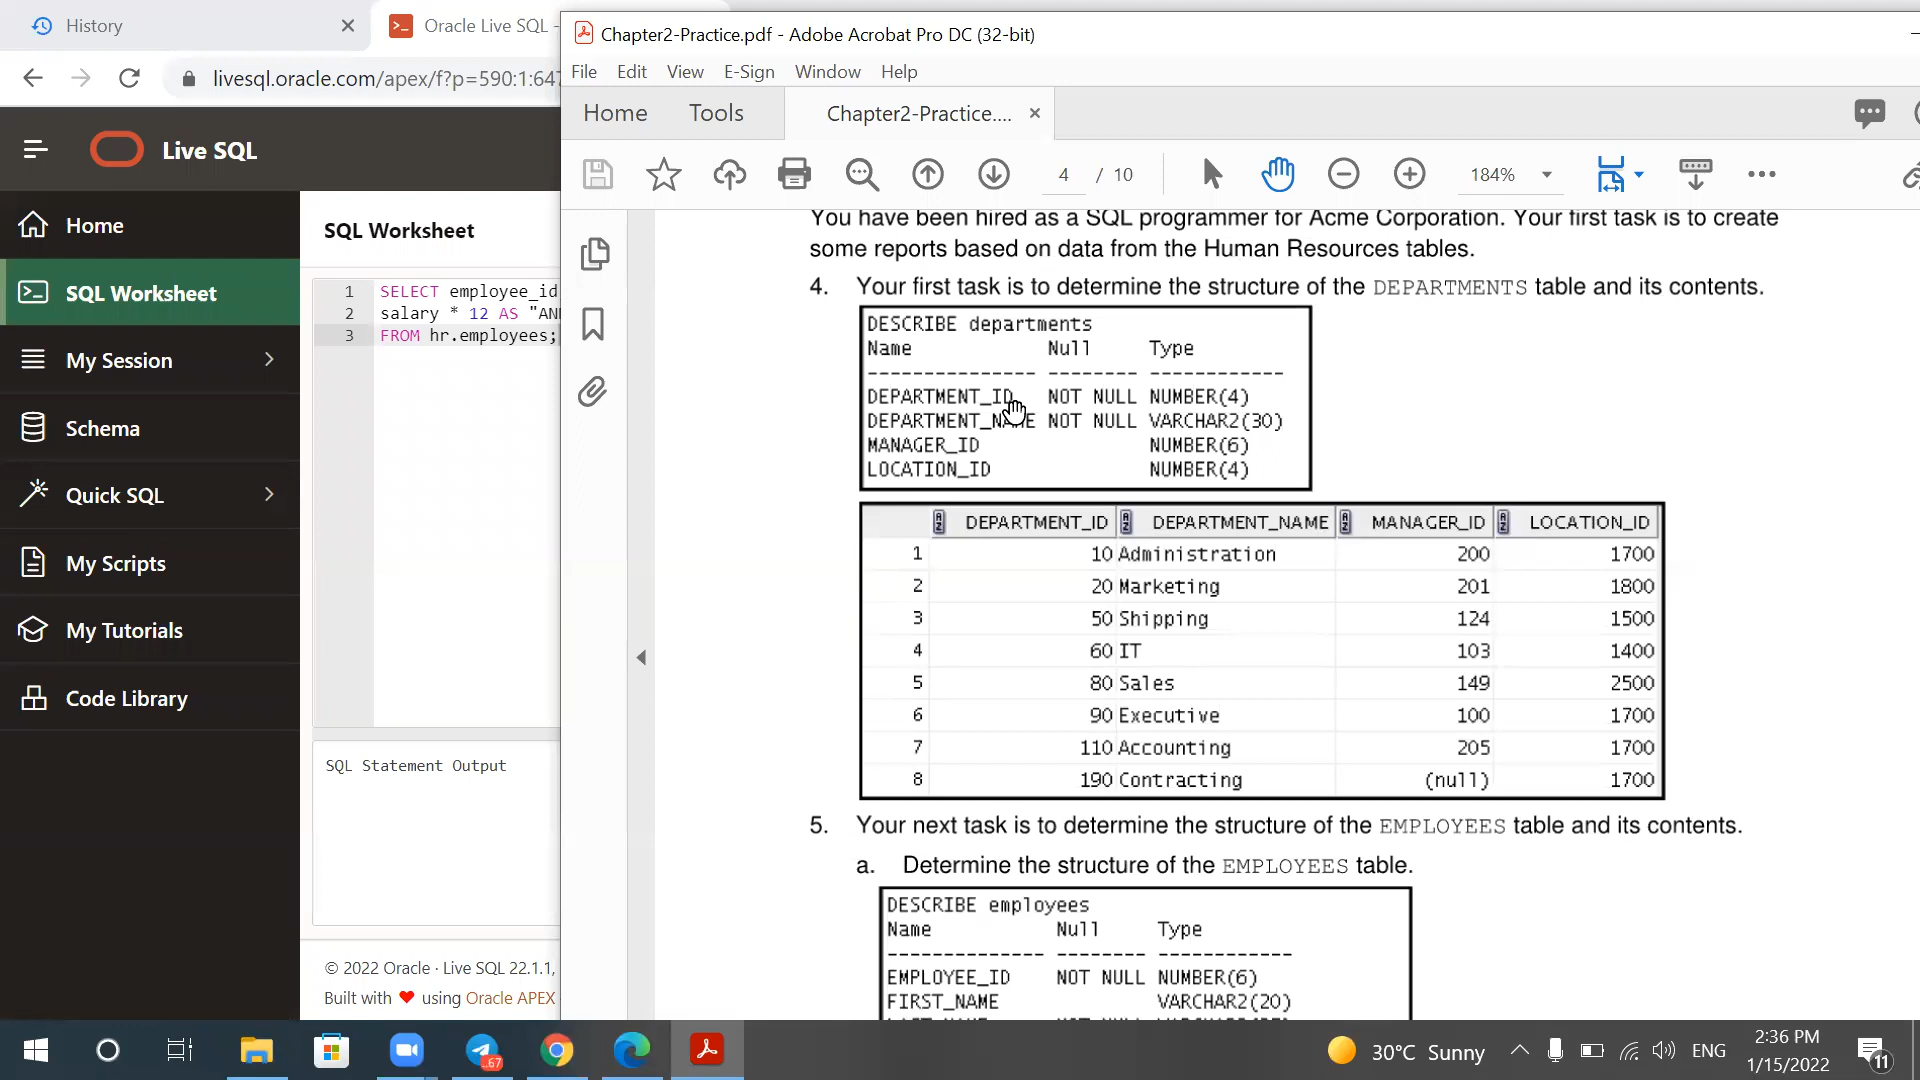 History
Oracle Live SQL -
livesql.oracle.com/apex/f?p=590:1:647
Live SQL
Home
SQL Worksheet
My Session
Schema
Quick SQL
My Scripts
My Tutorials
Code Library
SQL Worksheet
1 SELECT employee_id
2 salary * 12 AS "ANN
3 FROM hr.employees;
SQL Statement Output
© 2022 Oracle · Live SQL 22.1.1,
Built with ❤ using Oracle APEX
Chapter2-Practice.pdf - Adobe Acrobat Pro DC (32-bit)
File Edit View E-Sign Window Help
Home Tools Chapter2-Practice....
4 / 10 184%
You have been hired as a SQL programmer for Acme Corporation. Your first task is to create
some reports based on data from the Human Resources tables.
4. Your first task is to determine the structure of the DEPARTMENTS table and its contents.
DESCRIBE departments
Name Null Type
--------------- -------- ------------
DEPARTMENT_ID NOT NULL NUMBER(4)
DEPARTMENT_NAME NOT NULL VARCHAR2(30)
MANAGER_ID NUMBER(6)
LOCATION_ID NUMBER(4)
DEPARTMENT_ID DEPARTMENT_NAME MANAGER_ID LOCATION_ID
1 10 Administration 200 1700
2 20 Marketing 201 1800
3 50 Shipping 124 1500
4 60 IT 103 1400
5 80 Sales 149 2500
6 90 Executive 100 1700
7 110 Accounting 205 1700
8 190 Contracting (null) 1700
5. Your next task is to determine the structure of the EMPLOYEES table and its contents.
a. Determine the structure of the EMPLOYEES table.
DESCRIBE employees
Name Null Type
-------------- -------- ------------
EMPLOYEE_ID NOT NULL NUMBER(6)
FIRST_NAME VARCHAR2(20)
67
30°C Sunny
ENG
2:36 PM
1/15/2022
11